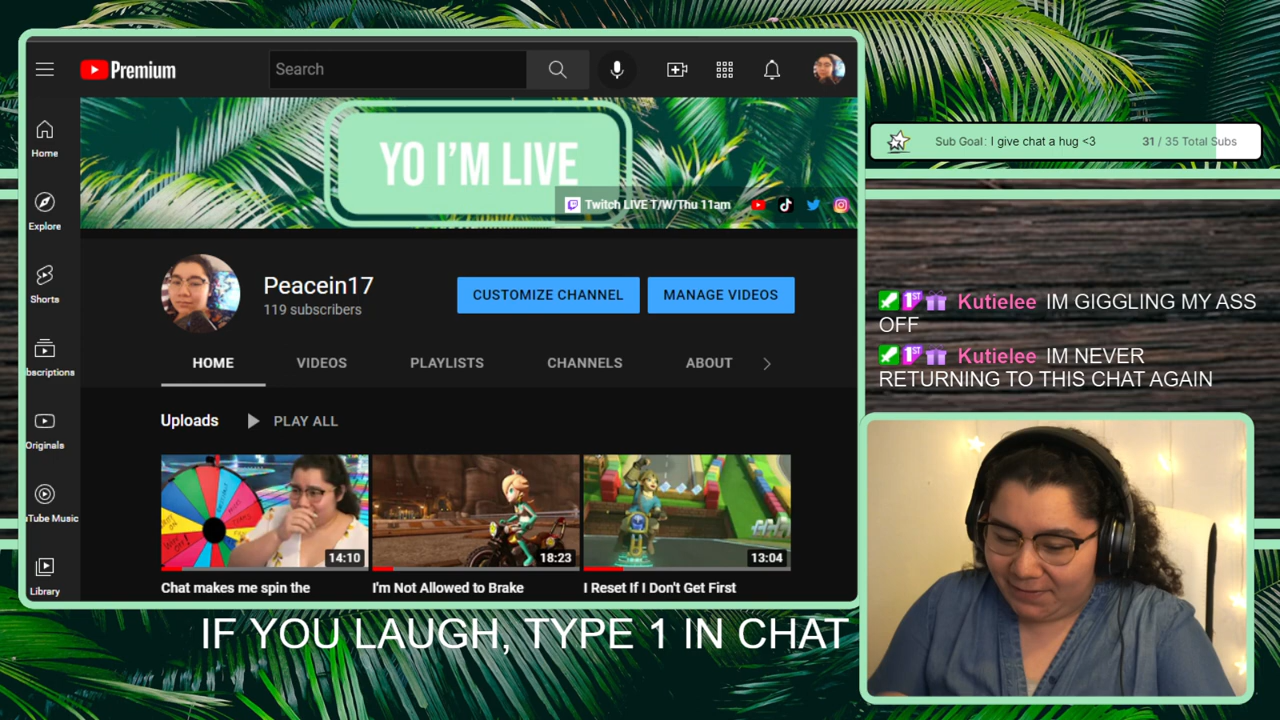 Premium
Search
Home
Explore
Shorts
bscriptions
Originals
uTube Music
Library
YO I'M LIVE
Twitch LIVE T/W/Thu 11am
Peacein17
119 subscribers
CUSTOMIZE CHANNEL
MANAGE VIDEOS
HOME
VIDEOS
PLAYLISTS
CHANNELS
ABOUT
Uploads
PLAY ALL
14:10
18:23
13:04
Chat makes me spin the
I'm Not Allowed to Brake
I Reset If I Don't Get First
IF YOU LAUGH, TYPE 1 IN CHAT
Sub Goal: I give chat a hug <3
31 / 35 Total Subs
1ST Kutielee IM GIGGLING MY ASS
OFF
1ST Kutielee IM NEVER
RETURNING TO THIS CHAT AGAIN